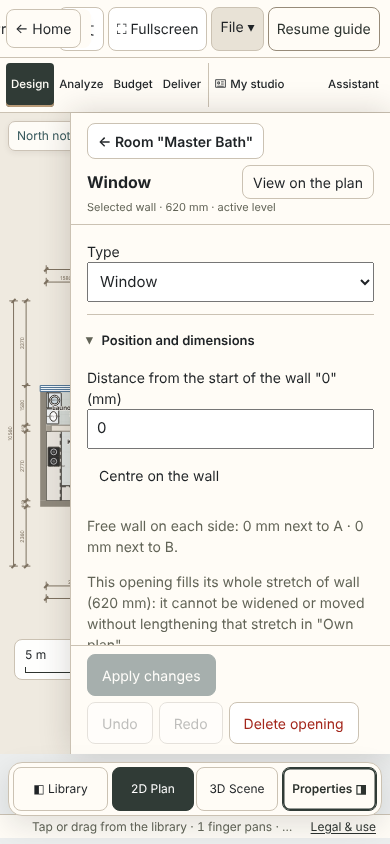 ← Home
Fullscreen
File ▾
Resume guide
Design
Analyze
Budget
Deliver
My studio
Assistant
North not
← Room "Master Bath"
Window
View on the plan
Selected wall · 620 mm · active level
Type
Window
▼ Position and dimensions
Distance from the start of the wall "0"
(mm)
0
Centre on the wall
Free wall on each side: 0 mm next to A · 0
mm next to B.
This opening fills its whole stretch of wall
(620 mm): it cannot be widened or moved
without lengthening that stretch in "Own
plan".
5 m
Apply changes
Undo
Redo
Delete opening
Library
2D Plan
3D Scene
Properties
Tap or drag from the library · 1 finger pans · …
Legal & use